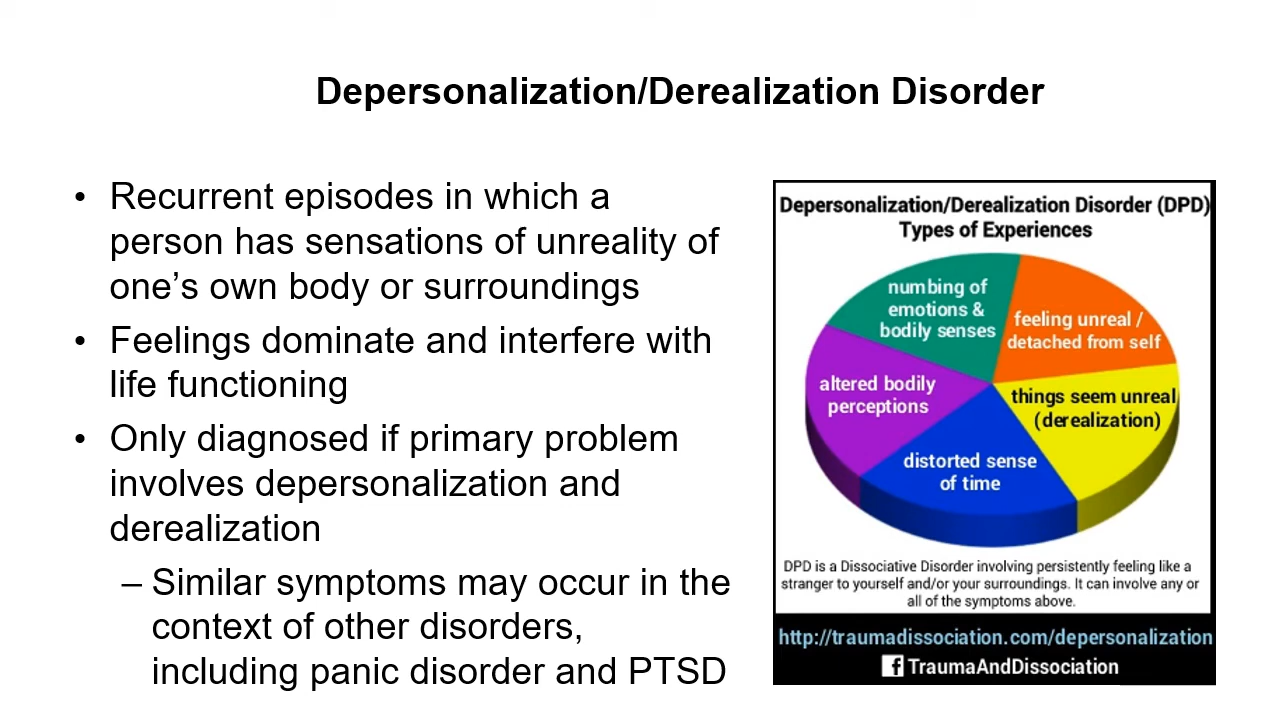 Depersonalization/Derealization Disorder
• Recurrent episodes in which a
person has sensations of unreality of
one’s own body or surroundings
• Feelings dominate and interfere with
life functioning
• Only diagnosed if primary problem
involves depersonalization and
derealization
– Similar symptoms may occur in the
context of other disorders,
including panic disorder and PTSD
Depersonalization/Derealization Disorder (DPD)
Types of Experiences
numbing of
emotions &
bodily senses
feeling unreal /
detached from self
altered bodily
perceptions
things seem unreal
(derealization)
distorted sense
of time
DPD is a Dissociative Disorder involving persistently feeling like a
stranger to yourself and/or your surroundings. It can involve any or
all of the symptoms above.
http://traumadissociation.com/depersonalization
f TraumaAndDissociation